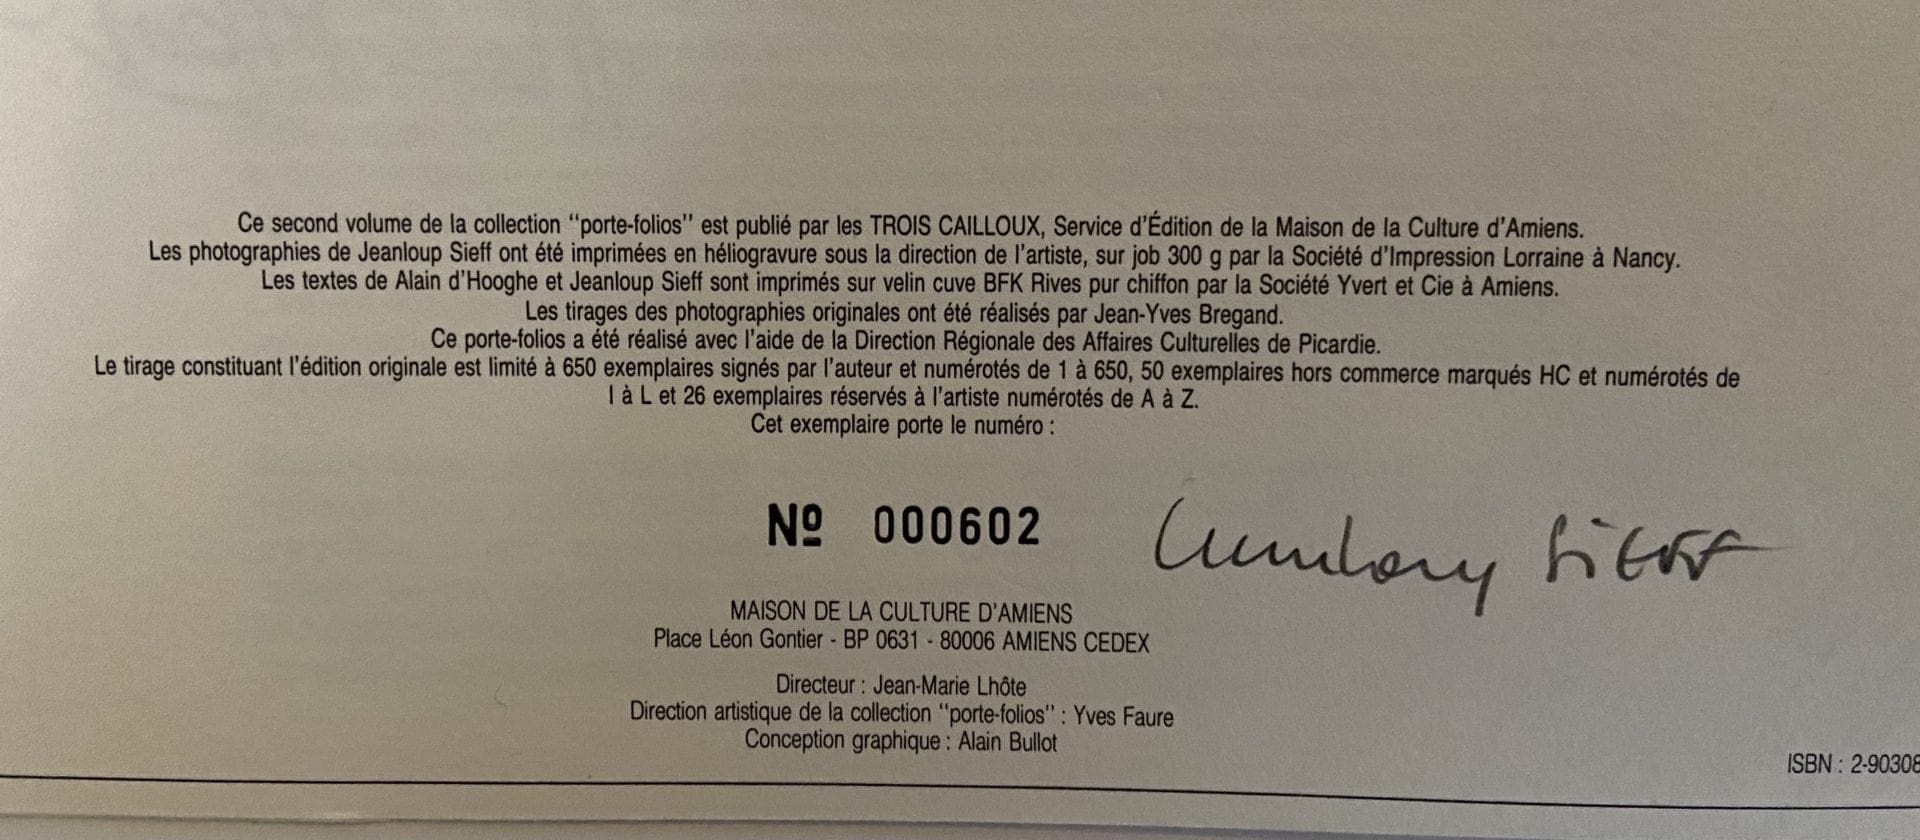 Ce second volume de la collection "porte-folios" est publié par les TROIS CAILLOUX, Service d'Édition de la Maison de la Culture d'Amiens.
Les photographies de Jeanloup Sieff ont été imprimées en héliogravure sous la direction de l'artiste, sur job 300 g par la Société d'Impression Lorraine à Nancy.
Les textes de Alain d'Hooghe et Jeanloup Sieff sont imprimés sur velin cuve BFK Rives pur chiffon par la Société Yvert et Cie à Amiens.
Les tirages des photographies originales ont été réalisés par Jean-Yves Bregand.
Ce porte-folios a été réalisé avec l'aide de la Direction Régionale des Affaires Culturelles de Picardie.
Le tirage constituant l'édition originale est limité à 650 exemplaires signés par l'auteur et numérotés de 1 à 650, 50 exemplaires hors commerce marqués HC et numérotés de
I à L et 26 exemplaires réservés à l'artiste numérotés de A à Z.
Cet exemplaire porte le numéro :
Nº 000602
Jeanloup Sieff
MAISON DE LA CULTURE D'AMIENS
Place Léon Gontier - BP 0631 - 80006 AMIENS CEDEX
Directeur : Jean-Marie Lhôte
Direction artistique de la collection "porte-folios" : Yves Faure
Conception graphique : Alain Bullot
ISBN : 2-90308